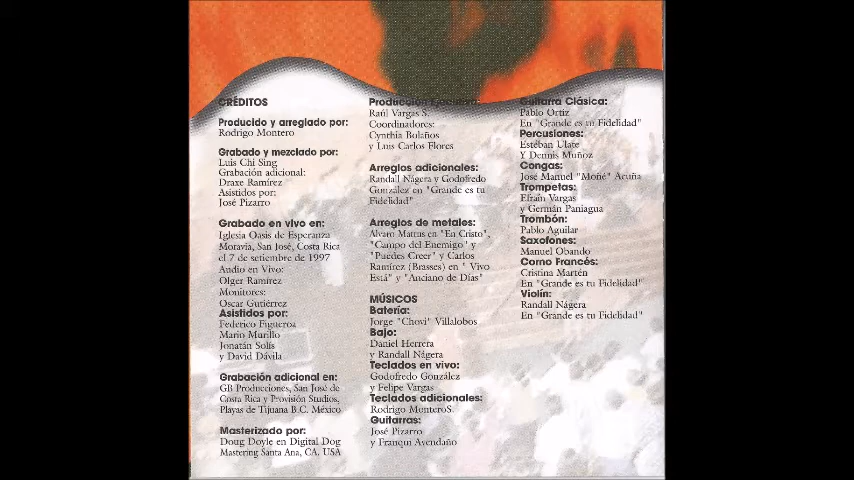 CRÉDITOS
Producido y arreglado por:
Rodrigo Montero
Grabado y mezclado por:
Luis Chi Sing
Grabación adicional:
Draxe Ramírez
Asistidos por:
José Pizarro
Grabado en vivo en:
Iglesia Oasis de Esperanza
Moravia, San José, Costa Rica
el 7 de setiembre de 1997
Audio en Vivo:
Olger Ramírez
Monitores:
Oscar Gutiérrez
Asistidos por:
Federico Figueroa
Mario Murillo
Jonatán Solís
y David Dávila
Grabación adicional en:
GB Producciones, San José de
Costa Rica y Provisión Studios,
Playas de Tijuana B.C. México
Masterizado por:
Doug Doyle en Digital Dog
Mastering Santa Ana, CA. USA
Producción Ejecutiva:
Raúl Vargas S.
Coordinadores:
Cynthia Bolaños
y Luis Carlos Flores
Arreglos adicionales:
Randall Nágera y Godofredo
González en "Grande es tu
Fidelidad"
Arreglos de metales:
Alvaro Mattus en "En Cristo",
"Campo del Enemigo" y
"Puedes Creer" y Carlos
Ramírez (Brasses) en " Vivo
Está" y "Anciano de Días"
MÚSICOS
Batería:
Jorge "Chovi" Villalobos
Bajo:
Daniel Herrera
y Randall Nágera
Teclados en vivo:
Godofredo González
y Felipe Vargas
Teclados adicionales:
Rodrigo MonteroS.
Guitarras:
José Pizarro
y Franqui Avendaño
Guitarra Clásica:
Pablo Ortiz
En "Grande es tu Fidelidad"
Percusiones:
Estéban Ulate
Y Dennis Muñoz
Congas:
José Manuel "Moñé" Acuña
Trompetas:
Efraín Vargas
y Germán Paniagua
Trombón:
Pablo Aguilar
Saxofones:
Manuel Obando
Corno Francés:
Cristina Martén
En "Grande es tu Fidelidad"
Violín:
Randall Nágera
En "Grande es tu Fidelidad"